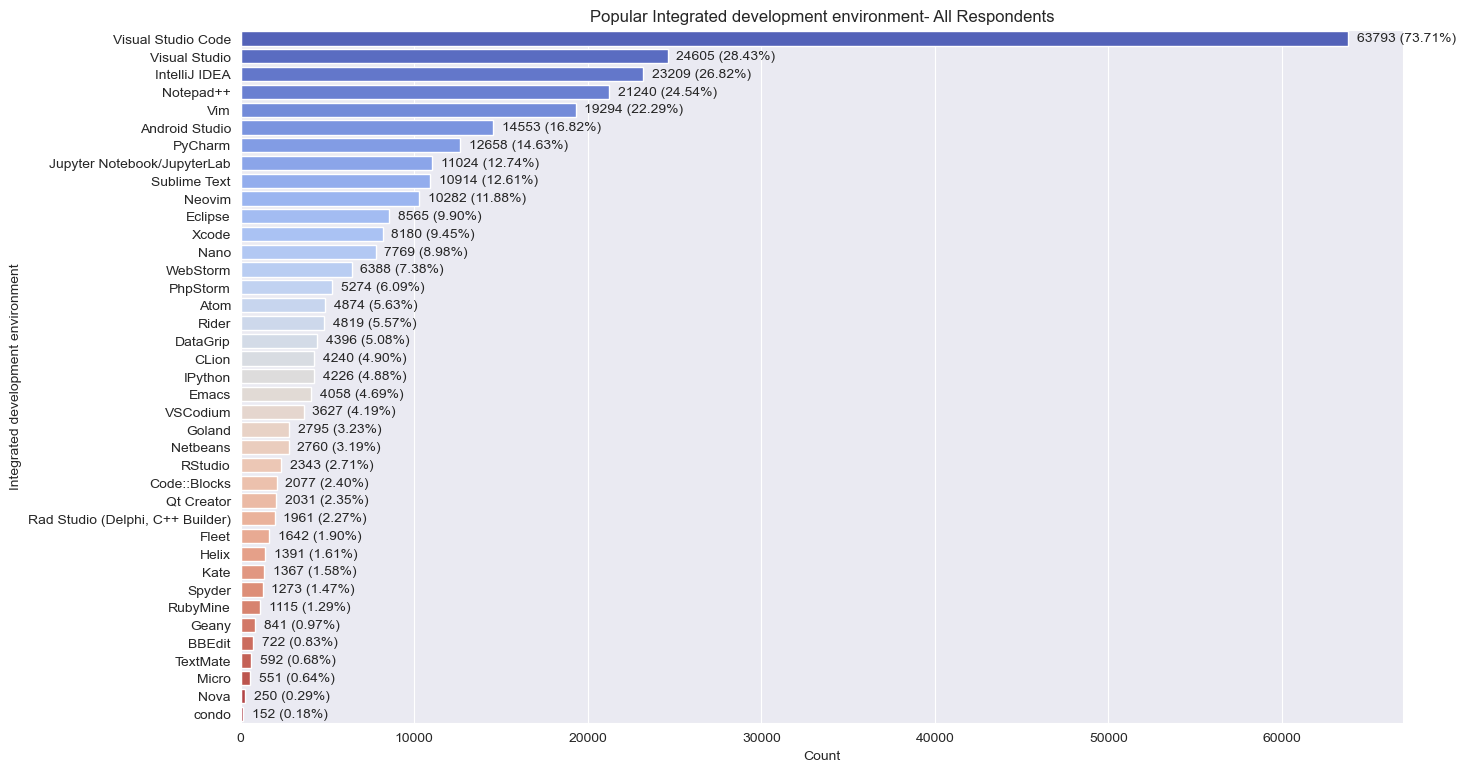 Popular Integrated development environment- All Respondents
Visual Studio Code 63793 (73.71%)
Visual Studio 24605 (28.43%)
IntelliJ IDEA 23209 (26.82%)
Notepad++ 21240 (24.54%)
Vim 19294 (22.29%)
Android Studio 14553 (16.82%)
PyCharm 12658 (14.63%)
Jupyter Notebook/JupyterLab 11024 (12.74%)
Sublime Text 10914 (12.61%)
Neovim 10282 (11.88%)
Eclipse 8565 (9.90%)
Xcode 8180 (9.45%)
Nano 7769 (8.98%)
WebStorm 6388 (7.38%)
PhpStorm 5274 (6.09%)
Atom 4874 (5.63%)
Rider 4819 (5.57%)
DataGrip 4396 (5.08%)
CLion 4240 (4.90%)
IPython 4226 (4.88%)
Emacs 4058 (4.69%)
VSCodium 3627 (4.19%)
Goland 2795 (3.23%)
Netbeans 2760 (3.19%)
RStudio 2343 (2.71%)
Code::Blocks 2077 (2.40%)
Qt Creator 2031 (2.35%)
Rad Studio (Delphi, C++ Builder) 1961 (2.27%)
Fleet 1642 (1.90%)
Helix 1391 (1.61%)
Kate 1367 (1.58%)
Spyder 1273 (1.47%)
RubyMine 1115 (1.29%)
Geany 841 (0.97%)
BBEdit 722 (0.83%)
TextMate 592 (0.68%)
Micro 551 (0.64%)
Nova 250 (0.29%)
condo 152 (0.18%)
0 10000 20000 30000 40000 50000 60000
Count
Integrated development environment